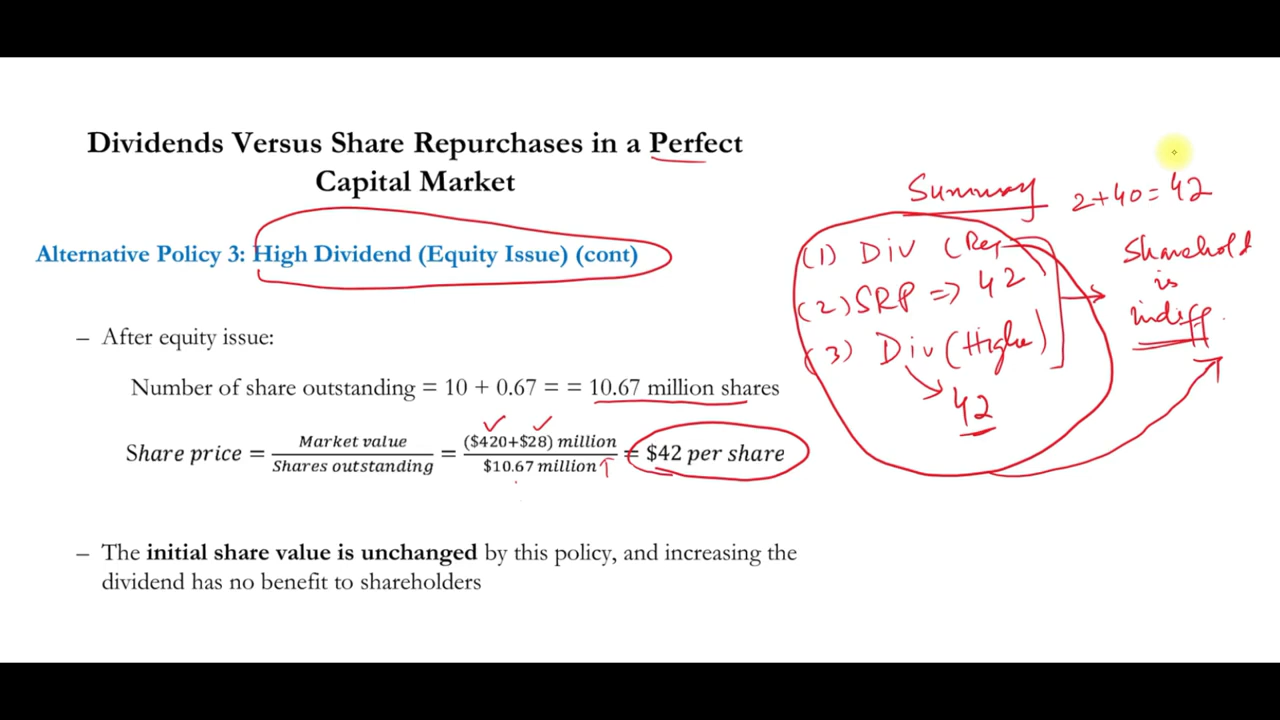 Dividends Versus Share Repurchases in a Perfect
Capital Market
Alternative Policy 3: High Dividend (Equity Issue) (cont)
– After equity issue:
Number of share outstanding = 10 + 0.67 = = 10.67 million shares
Share price = Market value / Shares outstanding = ($420+$28) million / $10.67 million = $42 per share
– The initial share value is unchanged by this policy, and increasing the
dividend has no benefit to shareholders
Summary
2+40=42
(1) Div (Reg
(2) SRP => 42
(3) Div (Highe)
42
Sharehold
is
indiff.